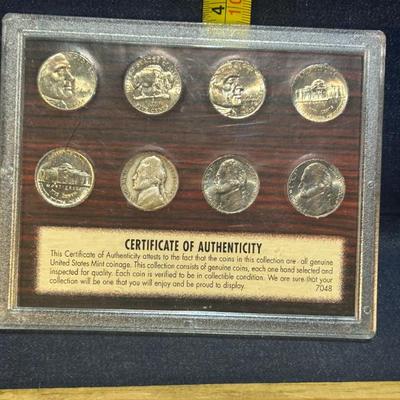 4
10
CERTIFICATE OF AUTHENTICITY
This Certificate of Authenticity attests to the fact that the coins in this collection are all genuine
United States Mint coinage. This collection consists of genuine coins, each one hand selected and
inspected for quality. Each coin is verified to be in collectible condition. We are sure that your
collection will be one that you will enjoy and be proud to display.
7048